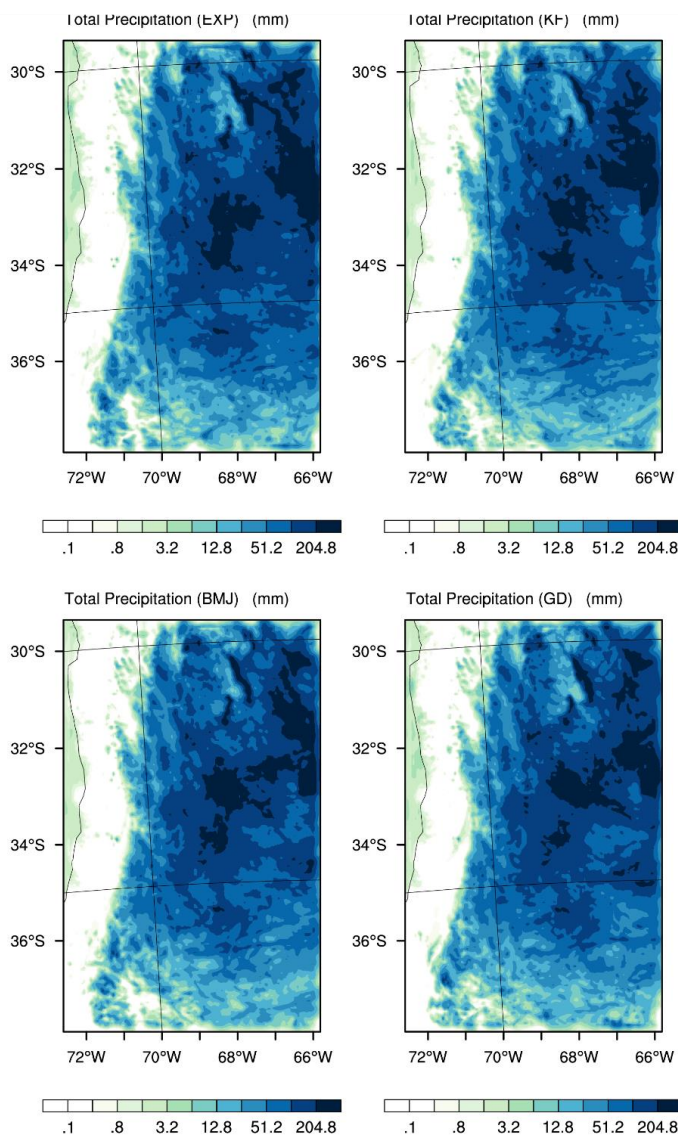 Total Precipitation (EXP) (mm)
Total Precipitation (KF) (mm)
30°S
32°S
34°S
36°S
72°W 70°W 68°W 66°W
.1 .8 3.2 12.8 51.2 204.8
30°S
32°S
34°S
36°S
72°W 70°W 68°W 66°W
.1 .8 3.2 12.8 51.2 204.8
Total Precipitation (BMJ) (mm)
Total Precipitation (GD) (mm)
30°S
32°S
34°S
36°S
72°W 70°W 68°W 66°W
.1 .8 3.2 12.8 51.2 204.8
30°S
32°S
34°S
36°S
72°W 70°W 68°W 66°W
.1 .8 3.2 12.8 51.2 204.8